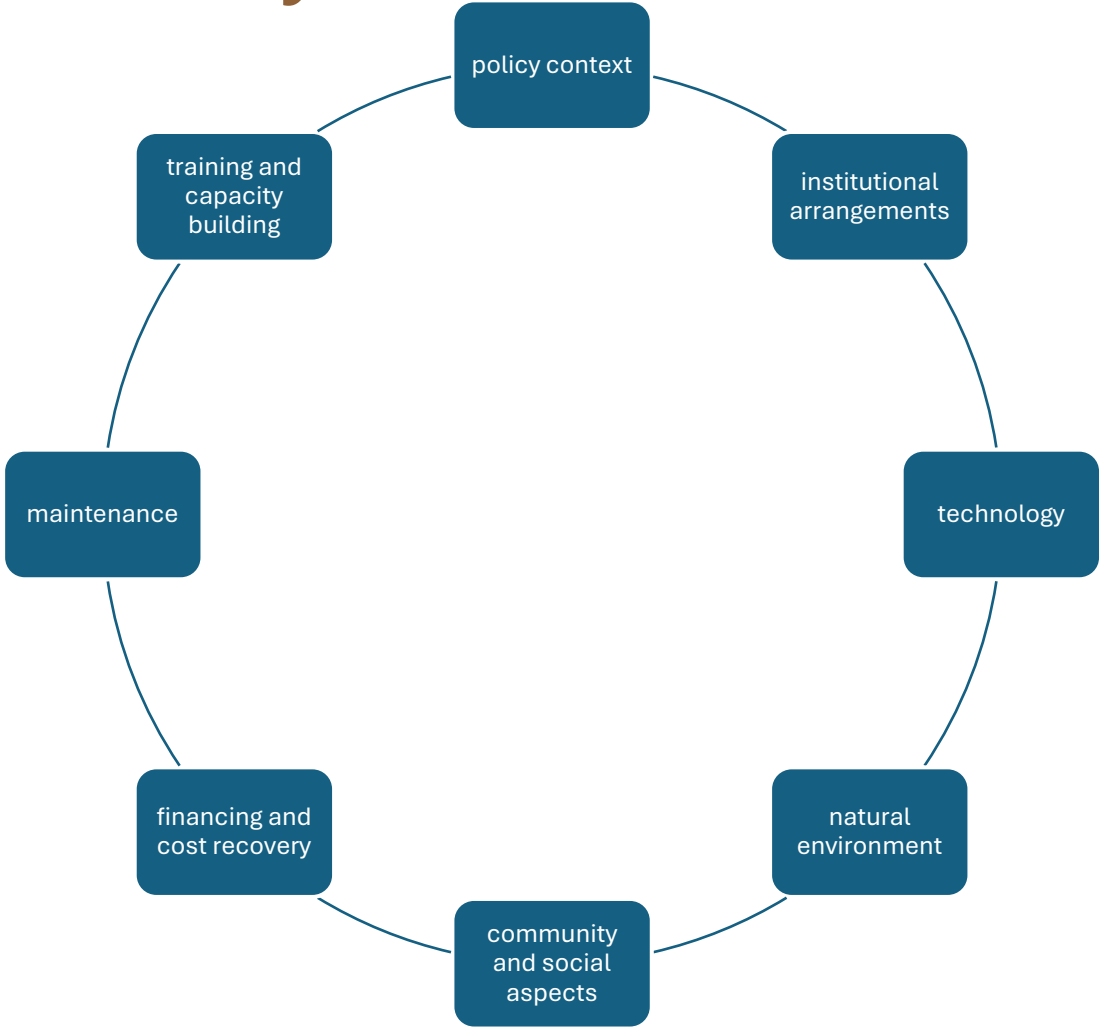 policy context
institutional
arrangements
technology
natural
environment
community
and social
aspects
financing and
cost recovery
maintenance
training and
capacity
building